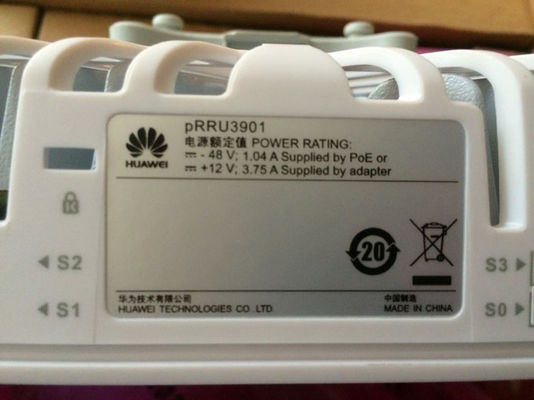 pRRU3901
电源额定值 POWER RATING:
⎓ - 48 V; 1.04 A Supplied by PoE or
⎓ +12 V; 3.75 A Supplied by adapter
HUAWEI
20
K
◀ S2
S3 ▶
◀ S1
S0 ▶
华为技术有限公司
HUAWEI TECHNOLOGIES CO. LTD.
中国制造
MADE IN CHINA